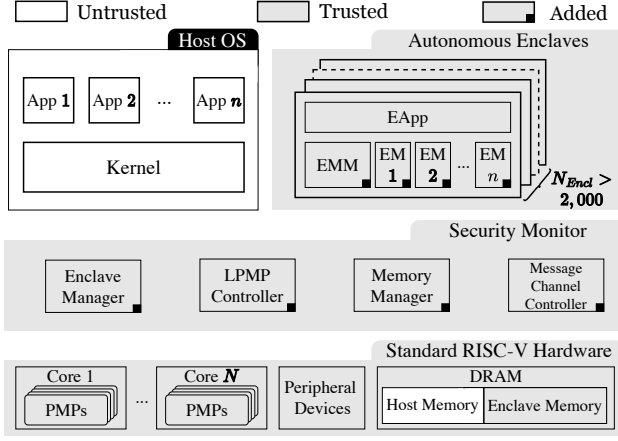 Untrusted
Trusted
Added
Host OS
App 1
App 2
...
App n
Kernel
Autonomous Enclaves
EApp
EMM
EM
1
EM
2
...
EM
n
N_Encl >
2,000
Security Monitor
Enclave
Manager
LPMP
Controller
Memory
Manager
Message
Channel
Controller
Standard RISC-V Hardware
Core 1
PMPs
...
Core N
PMPs
Peripheral
Devices
DRAM
Host Memory
Enclave Memory